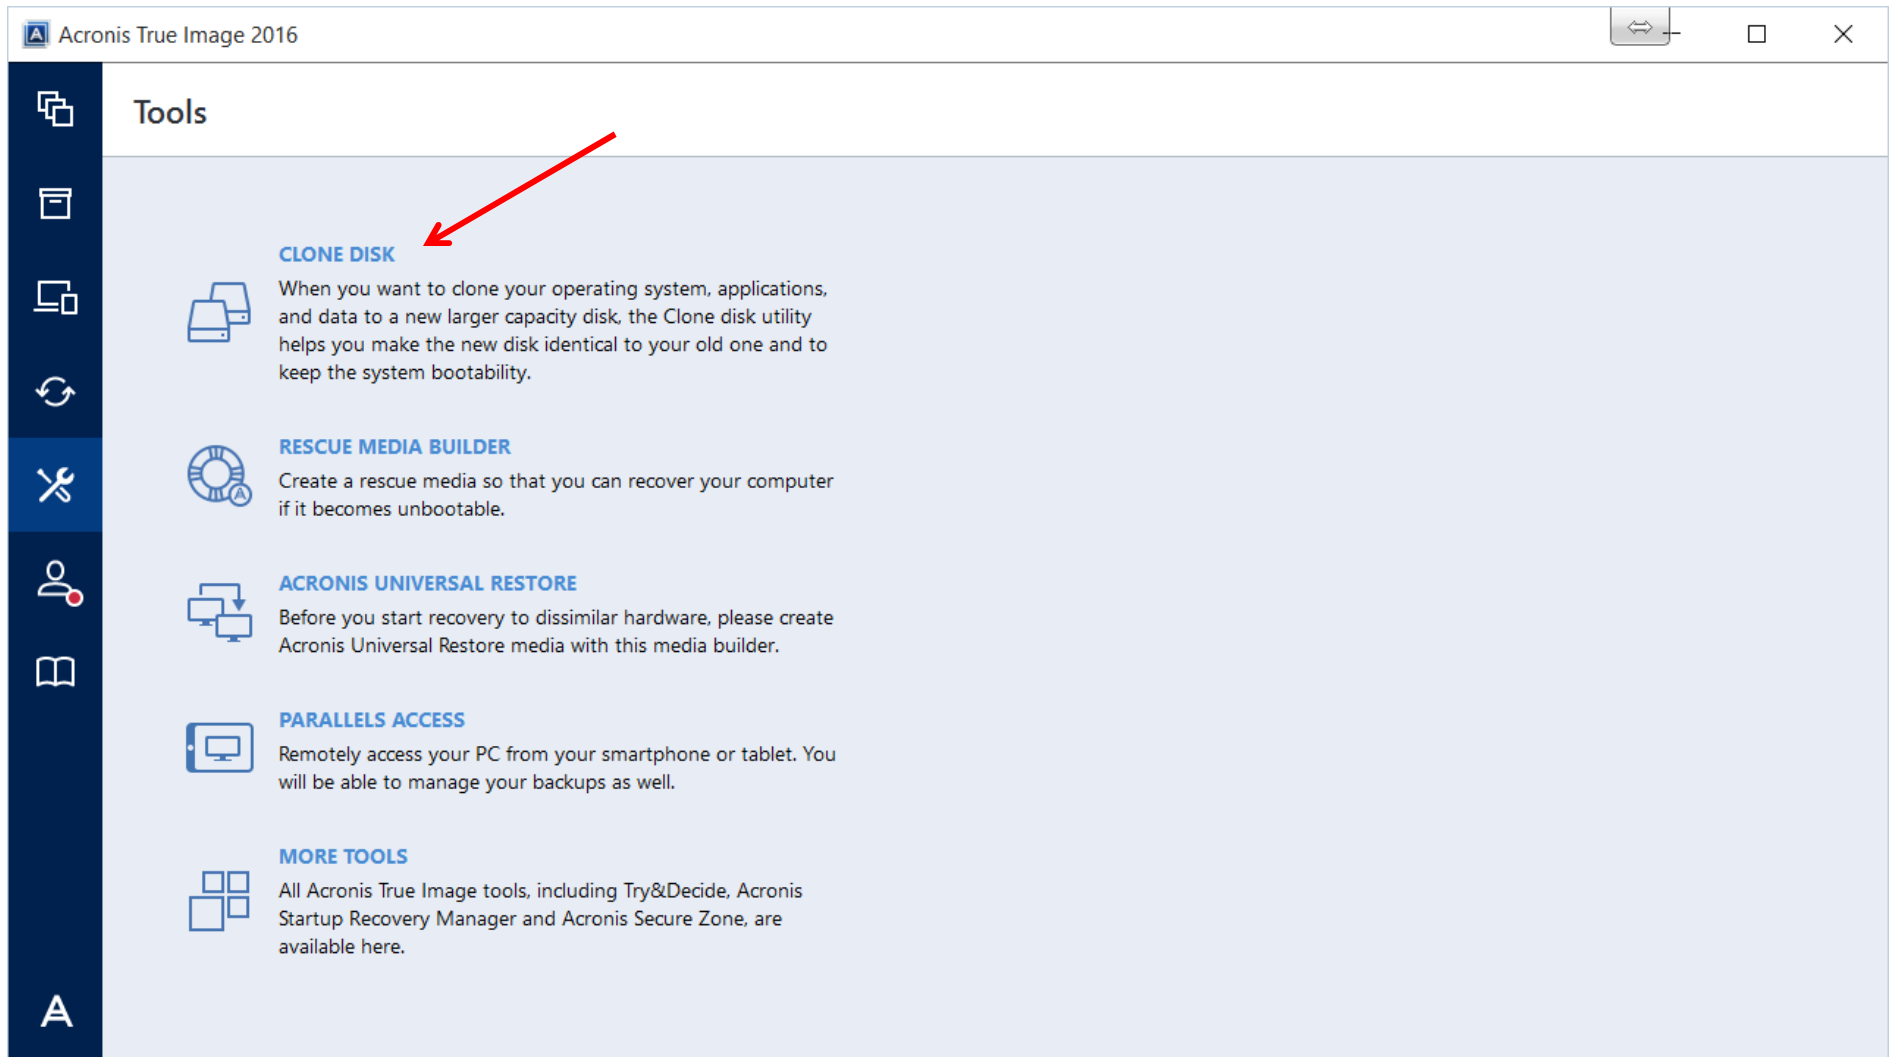 Acronis True Image 2016
Tools
CLONE DISK
When you want to clone your operating system, applications,
and data to a new larger capacity disk, the Clone disk utility
helps you make the new disk identical to your old one and to
keep the system bootability.
RESCUE MEDIA BUILDER
Create a rescue media so that you can recover your computer
if it becomes unbootable.
ACRONIS UNIVERSAL RESTORE
Before you start recovery to dissimilar hardware, please create
Acronis Universal Restore media with this media builder.
PARALLELS ACCESS
Remotely access your PC from your smartphone or tablet. You
will be able to manage your backups as well.
MORE TOOLS
All Acronis True Image tools, including Try&Decide, Acronis
Startup Recovery Manager and Acronis Secure Zone, are
available here.